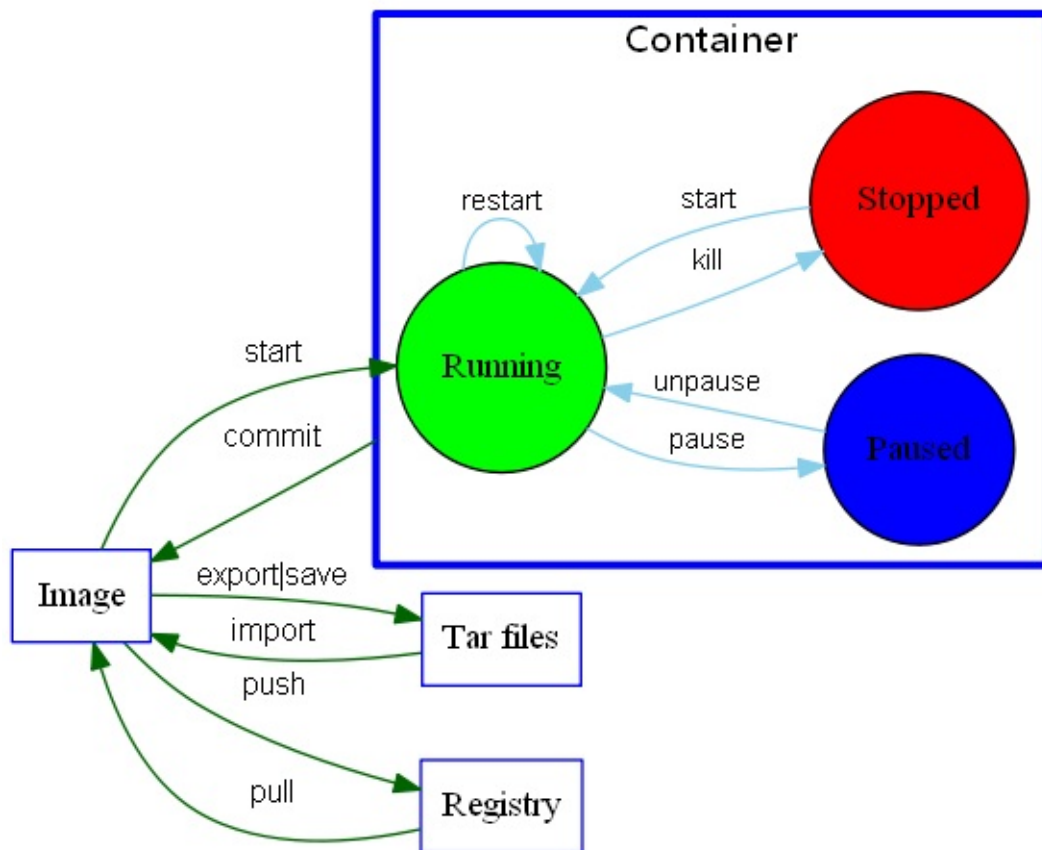 Container
restart
start
Stopped
kill
Running
start
unpause
commit
pause
Paused
export|save
Image
import
Tar files
push
pull
Registry